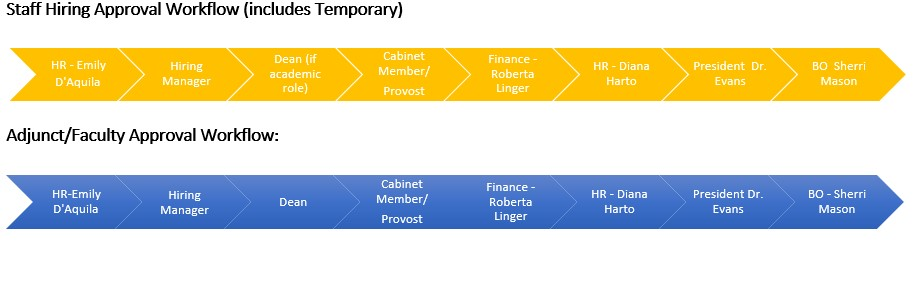 Staff Hiring Approval Workflow (includes Temporary)
HR - Emily
D'Aquila
Hiring
Manager
Dean (if
academic
role)
Cabinet
Member/
Provost
Finance -
Roberta
Linger
HR - Diana
Harto
President  Dr.
Evans
BO  Sherri
Mason
Adjunct/Faculty Approval Workflow:
HR-Emily
D'Aquila
Hiring
Manager
Dean
Cabinet
Member/
Provost
Finance -
Roberta
Linger
HR - Diana
Harto
President Dr.
Evans
BO - Sherri
Mason